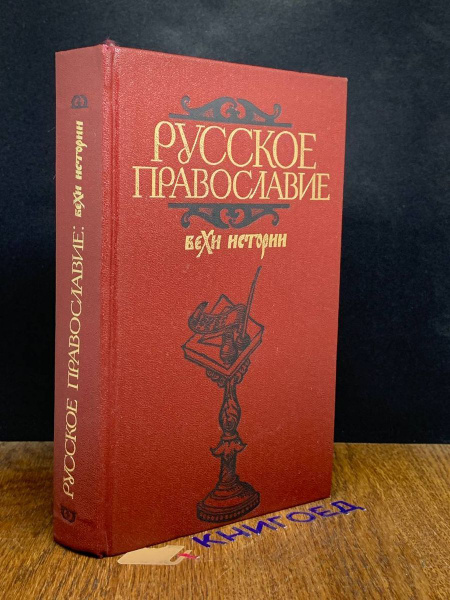 РУССКОЕ
ПРАВОСЛАВИЕ
вехи истории
РУССКОЕ ПРАВОСЛАВИЕ: вехи истории
КНИГОЕД